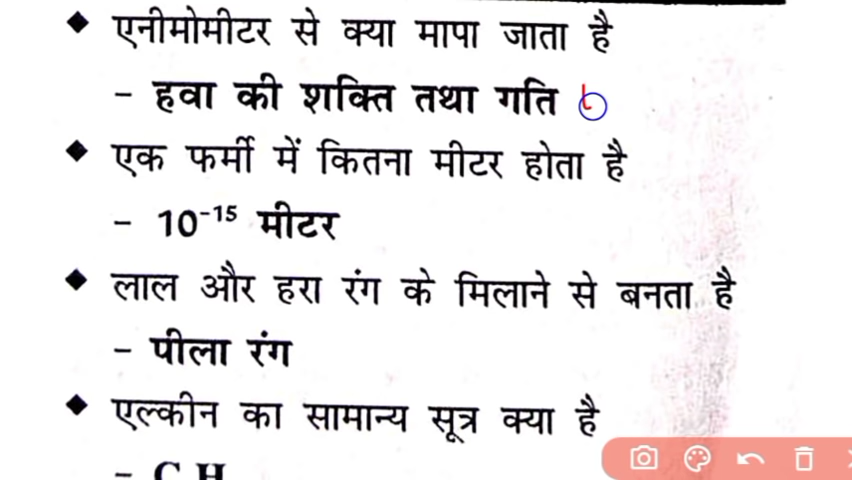 ◆ एनीमोमीटर से क्या मापा जाता है
– हवा की शक्ति तथा गति
◆ एक फर्मी में कितना मीटर होता है
– 10⁻¹⁵ मीटर
◆ लाल और हरा रंग के मिलाने से बनता है
– पीला रंग
◆ एल्कीन का सामान्य सूत्र क्या है
– C H